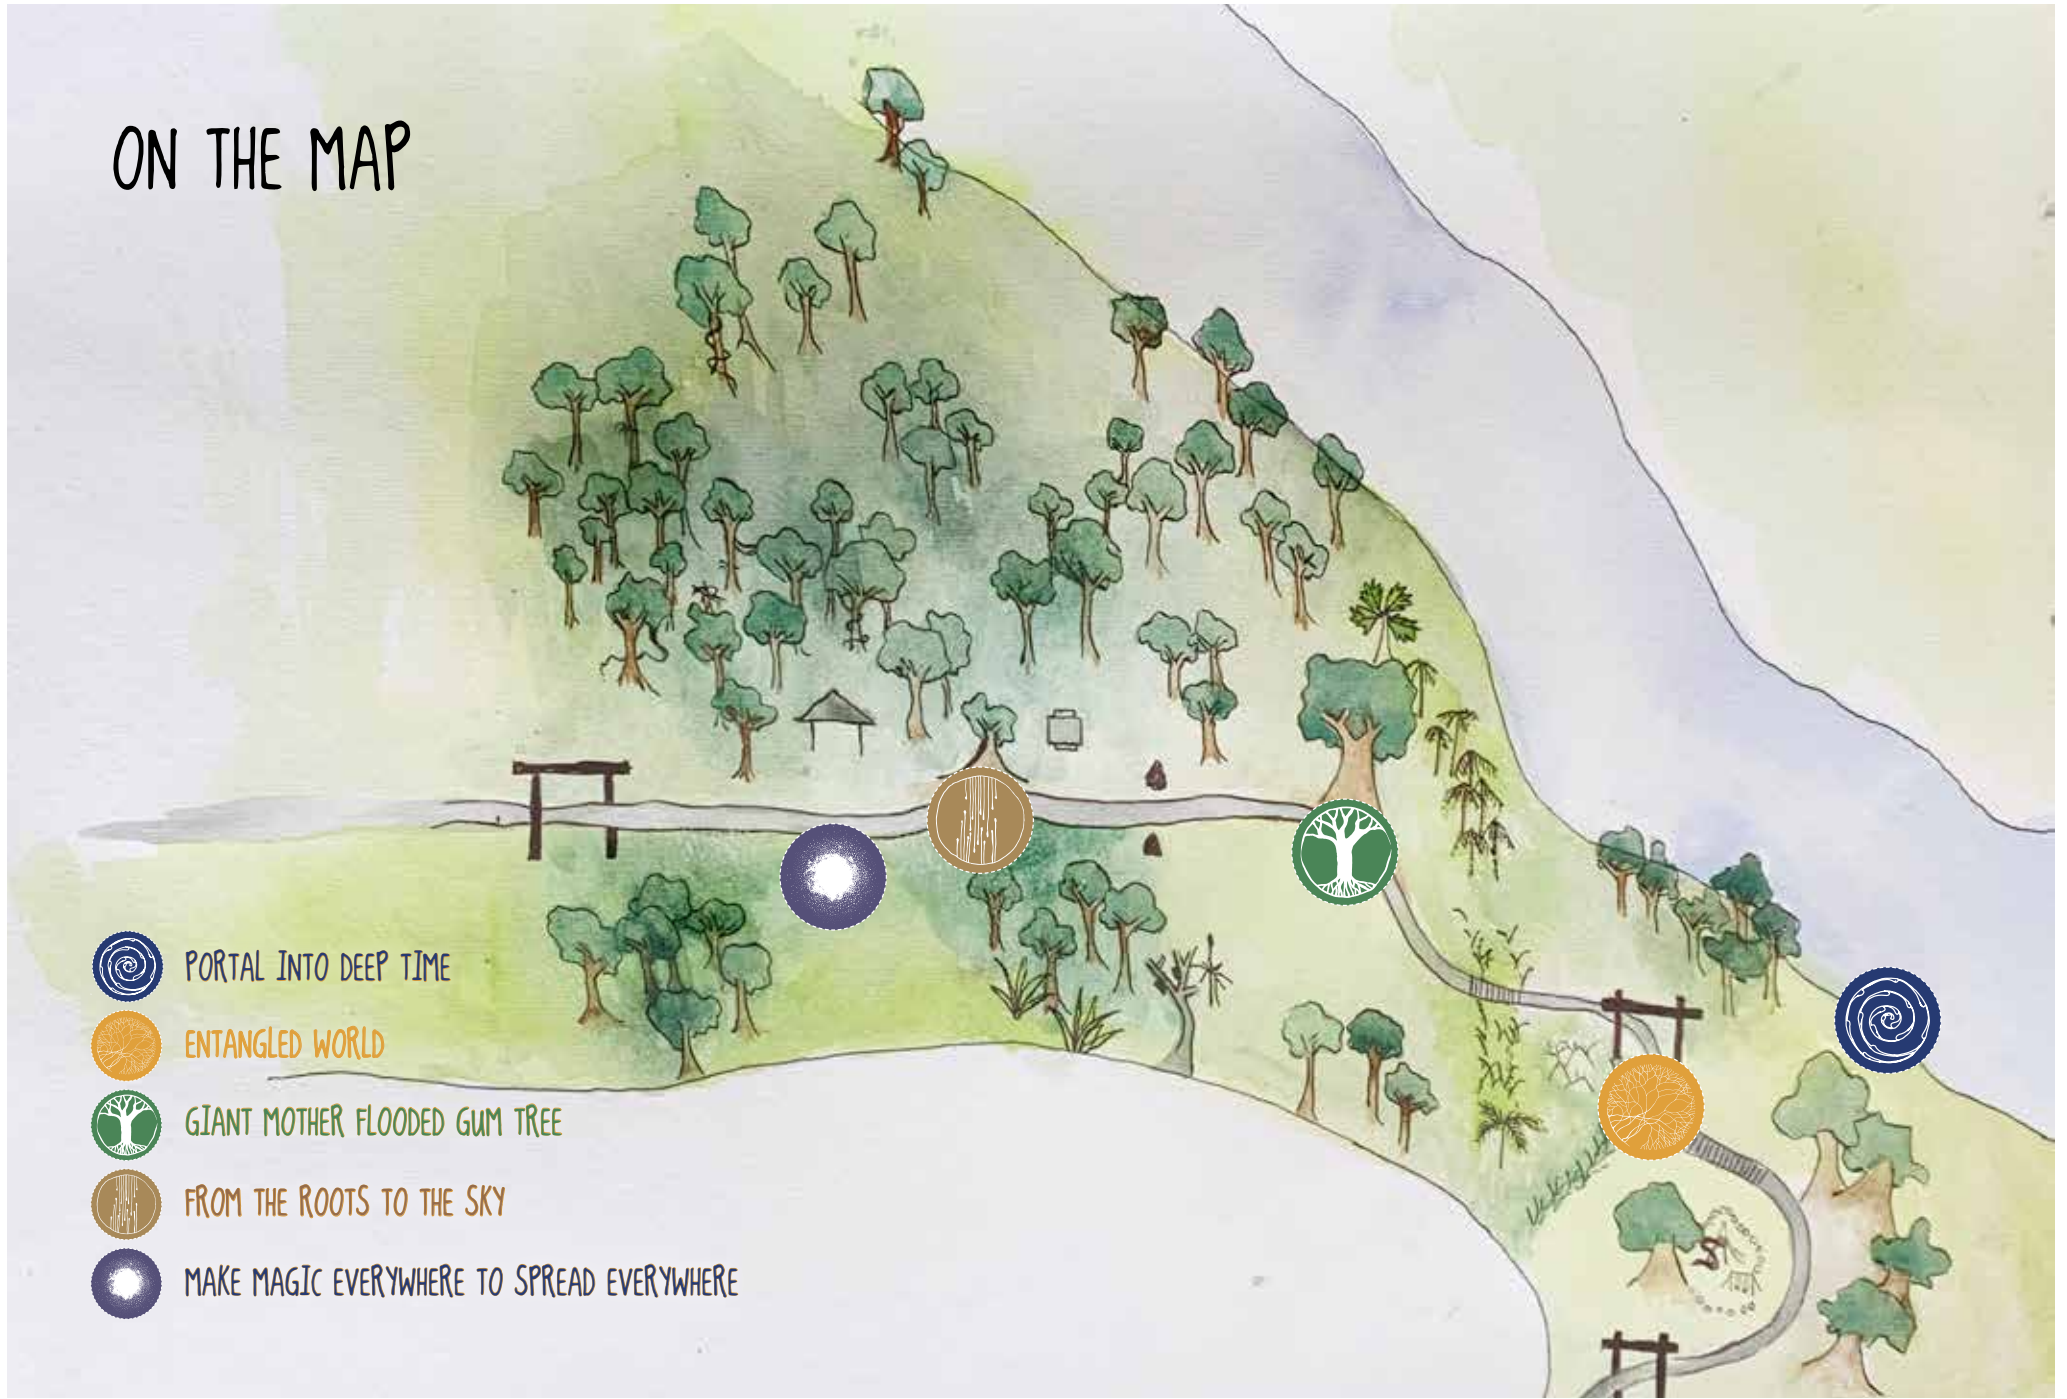 ON THE MAP
PORTAL INTO DEEP TIME
ENTANGLED WORLD
GIANT MOTHER FLOODED GUM TREE
FROM THE ROOTS TO THE SKY
MAKE MAGIC EVERYWHERE TO SPREAD EVERYWHERE